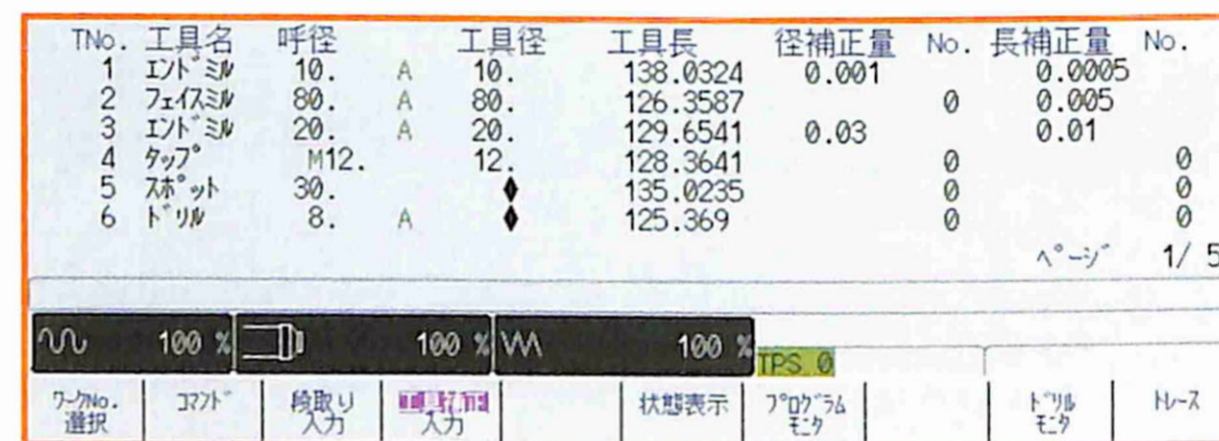 TNo. 工具名 呼径 工具径 工具長 径補正量 No. 長補正量 No.
1 エンドミル 10. A 10. 138.0324 0.001 0.0005
2 フェイスミル 80. A 80. 126.3587 0 0.005
3 エンドミル 20. A 20. 129.6541 0.03 0.01
4 タップ M12. 12. 128.3641 0 0
5 スポット 30. ♦ 135.0235 0 0
6 ドリル 8. A ♦ 125.369 0 0
ページ 1/ 5
100 % 100 % 100 %
TPS 0
ワークNo.
選択
コマンド
段取り
入力
入力
状態表示
プログラム
モニタ
ドリル
モニタ
トレース